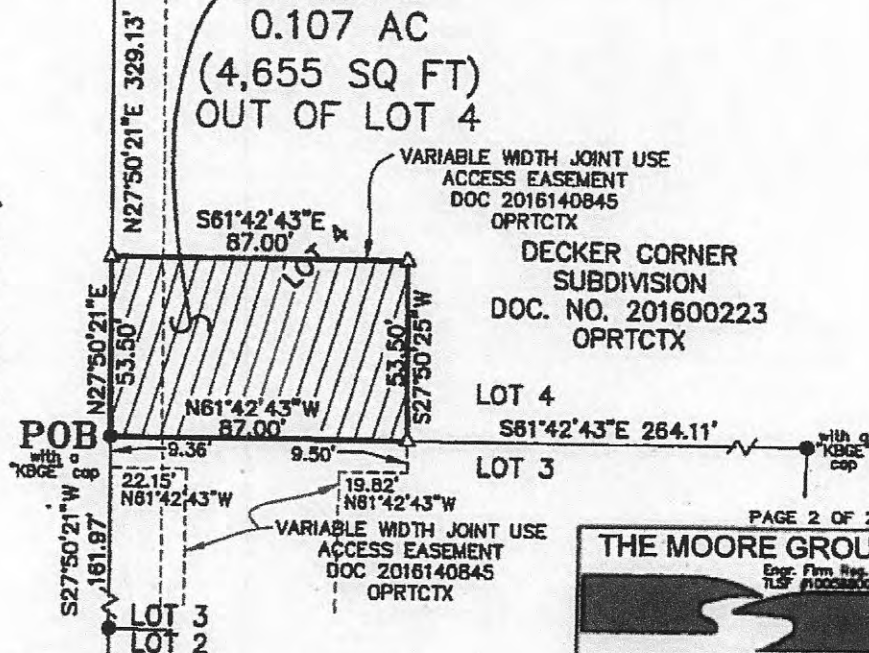 N27°50'21"E 329.13'
0.107 AC
(4,655 SQ FT)
OUT OF LOT 4
VARIABLE WIDTH JOINT USE
ACCESS EASEMENT
DOC 2016140845
OPRTCTX
S61°42'43"E
87.00'
LOT 4
DECKER CORNER
SUBDIVISION
DOC. NO. 201600223
OPRTCTX
N27°50'21"E
53.50'
53.50'
S27°50'25"W
N61°42'43"W
87.00'
LOT 4
POB
with a
"KBGE"
cap
9.36'
9.50'
S61°42'43"E 264.11'
LOT 3
with a
"KBGE"
cap
22.15'
N61°42'43"W
19.82'
N61°42'43"W
S27°50'21"W
161.97'
VARIABLE WIDTH JOINT USE
ACCESS EASEMENT
DOC 2016140845
OPRTCTX
LOT 3
LOT 2
PAGE 2 OF 2
THE MOORE GROU
Engr. Firm Reg.